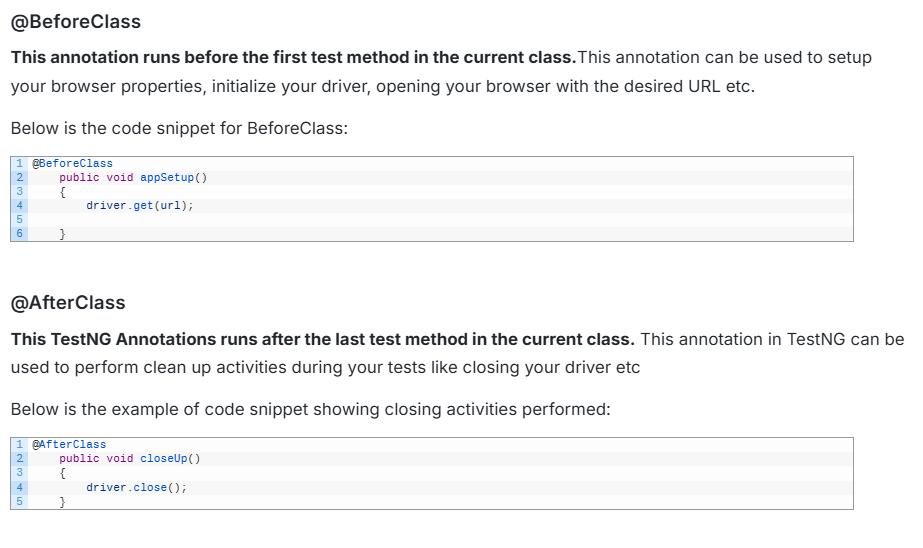 @BeforeClass
This annotation runs before the first test method in the current class.This annotation can be used to setup
your browser properties, initialize your driver, opening your browser with the desired URL etc.
Below is the code snippet for BeforeClass:
1 @BeforeClass
2     public void appSetup()
3     {
4         driver.get(url);
5
6     }
@AfterClass
This TestNG Annotations runs after the last test method in the current class. This annotation in TestNG can be
used to perform clean up activities during your tests like closing your driver etc
Below is the example of code snippet showing closing activities performed:
1 @AfterClass
2     public void closeUp()
3     {
4         driver.close();
5     }